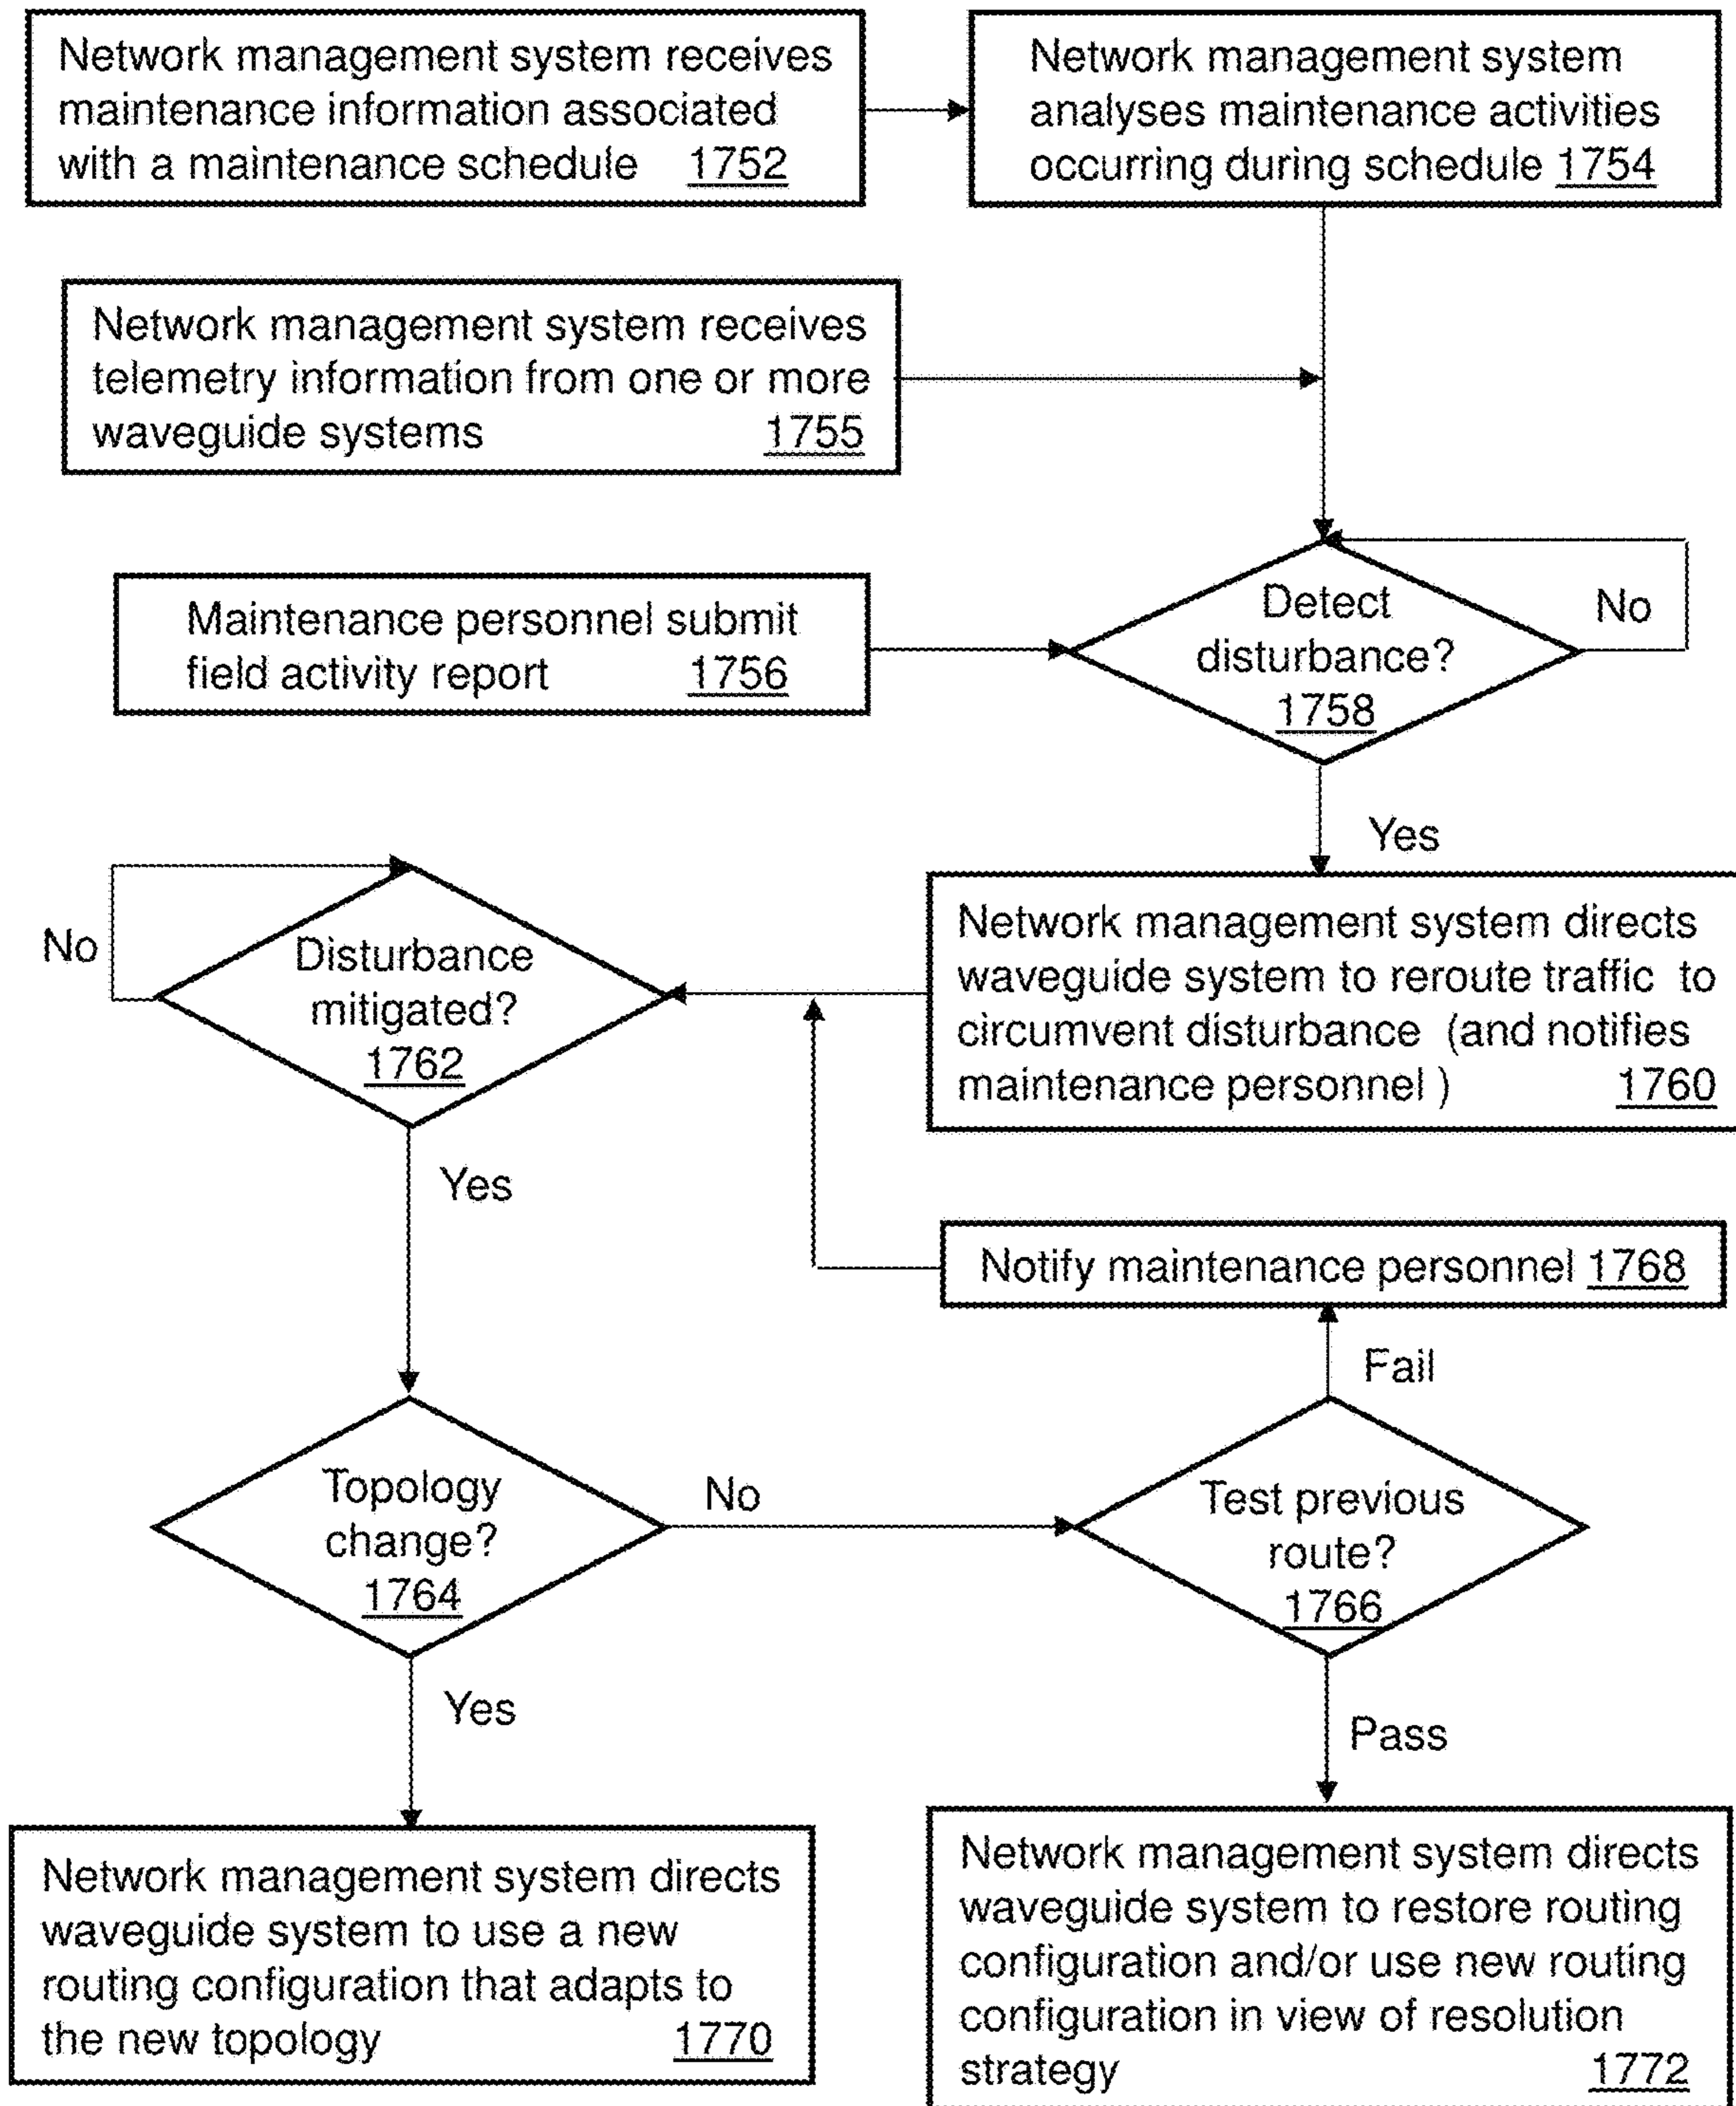 Network management system receives
maintenance information associated
with a maintenance schedule 1752
Network management system
analyses maintenance activities
occurring during schedule 1754
Network management system receives
telemetry information from one or more
waveguide systems 1755
Maintenance personnel submit
field activity report 1756
Detect
disturbance?
1758
No
Yes
Network management system directs
waveguide system to reroute traffic to
circumvent disturbance (and notifies
maintenance personnel ) 1760
Disturbance
mitigated?
1762
No
Yes
Notify maintenance personnel 1768
Fail
Topology
change?
1764
No
Test previous
route?
1766
Yes
Pass
Network management system directs
waveguide system to use a new
routing configuration that adapts to
the new topology 1770
Network management system directs
waveguide system to restore routing
configuration and/or use new routing
configuration in view of resolution
strategy 1772